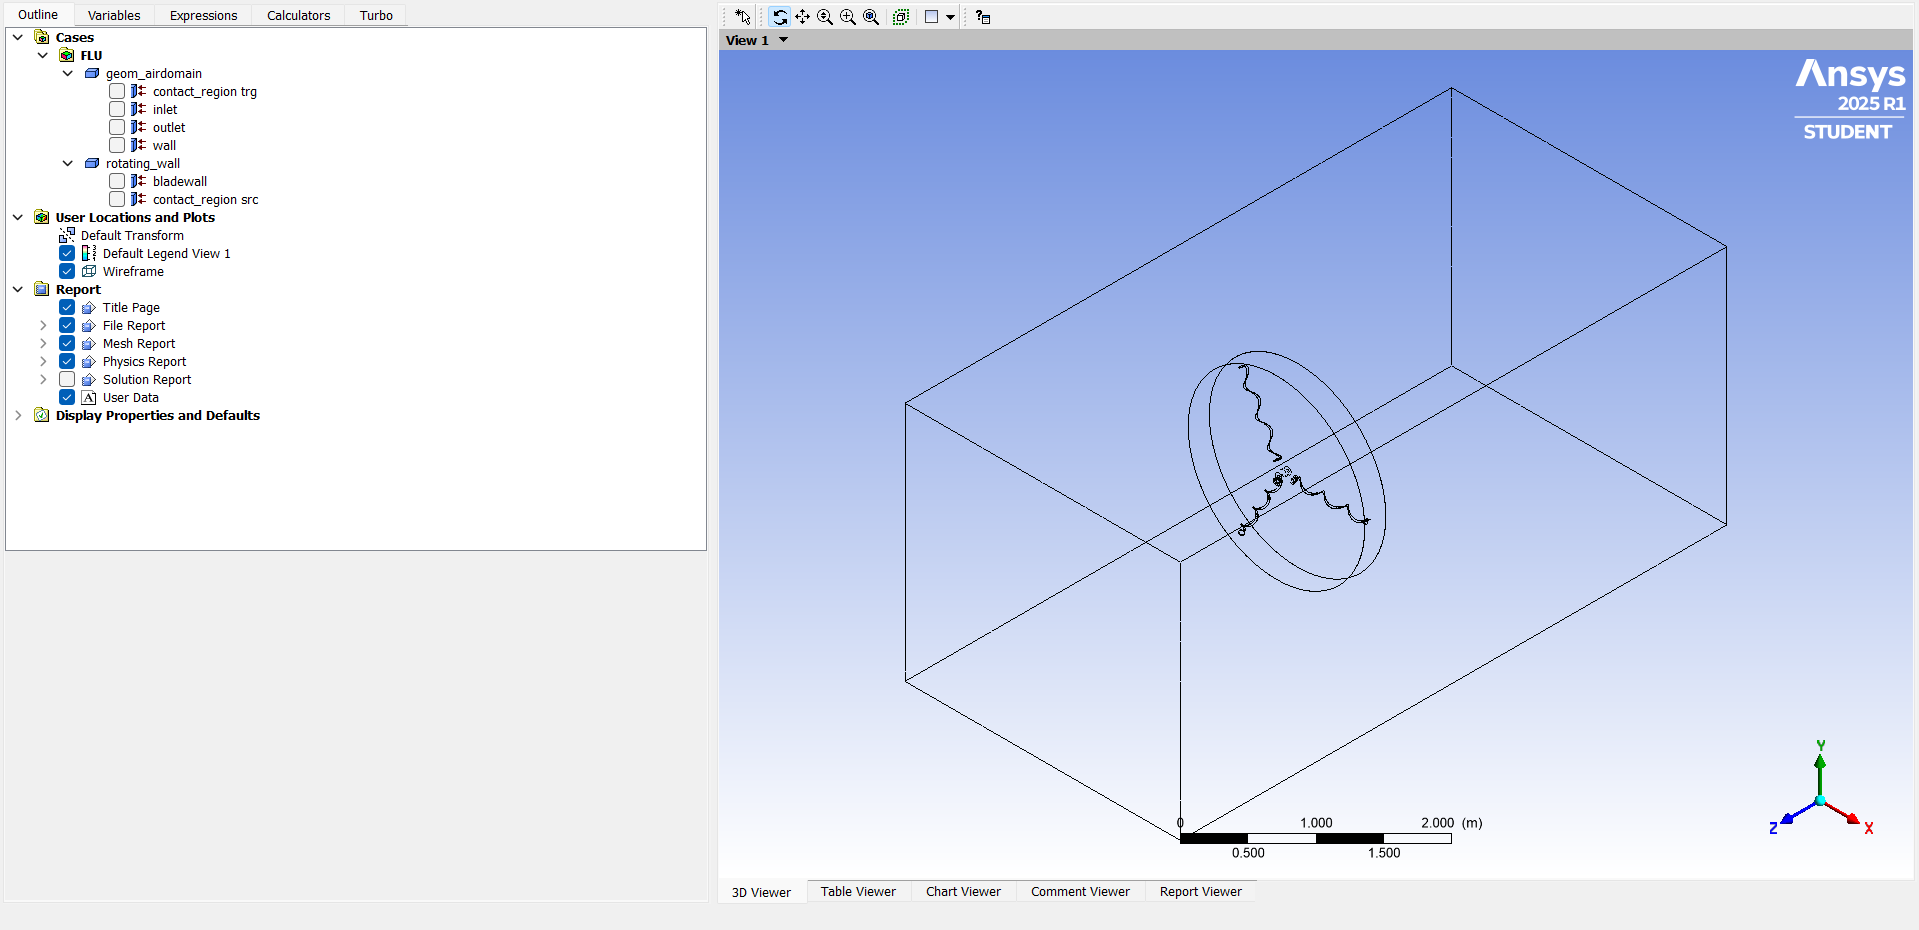 Outline Variables Expressions Calculators Turbo
Cases
FLU
geom_airdomain
contact_region trg
inlet
outlet
wall
rotating_wall
bladewall
contact_region src
User Locations and Plots
Default Transform
Default Legend View 1
Wireframe
Report
Title Page
File Report
Mesh Report
Physics Report
Solution Report
A User Data
Display Properties and Defaults
View 1
Ansys
2025 R1
STUDENT
0 1.000 2.000 (m)
0.500 1.500
Y
Z X
3D Viewer Table Viewer Chart Viewer Comment Viewer Report Viewer